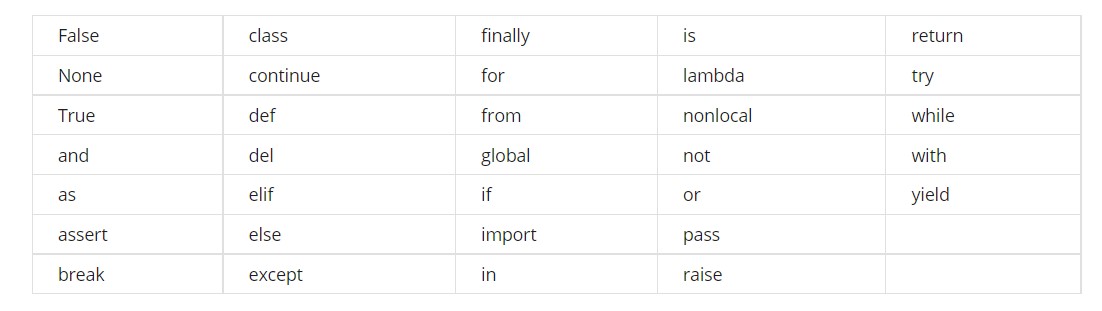 False class finally is return
None continue for lambda try
True def from nonlocal while
and del global not with
as elif if or yield
assert else import pass
break except in raise